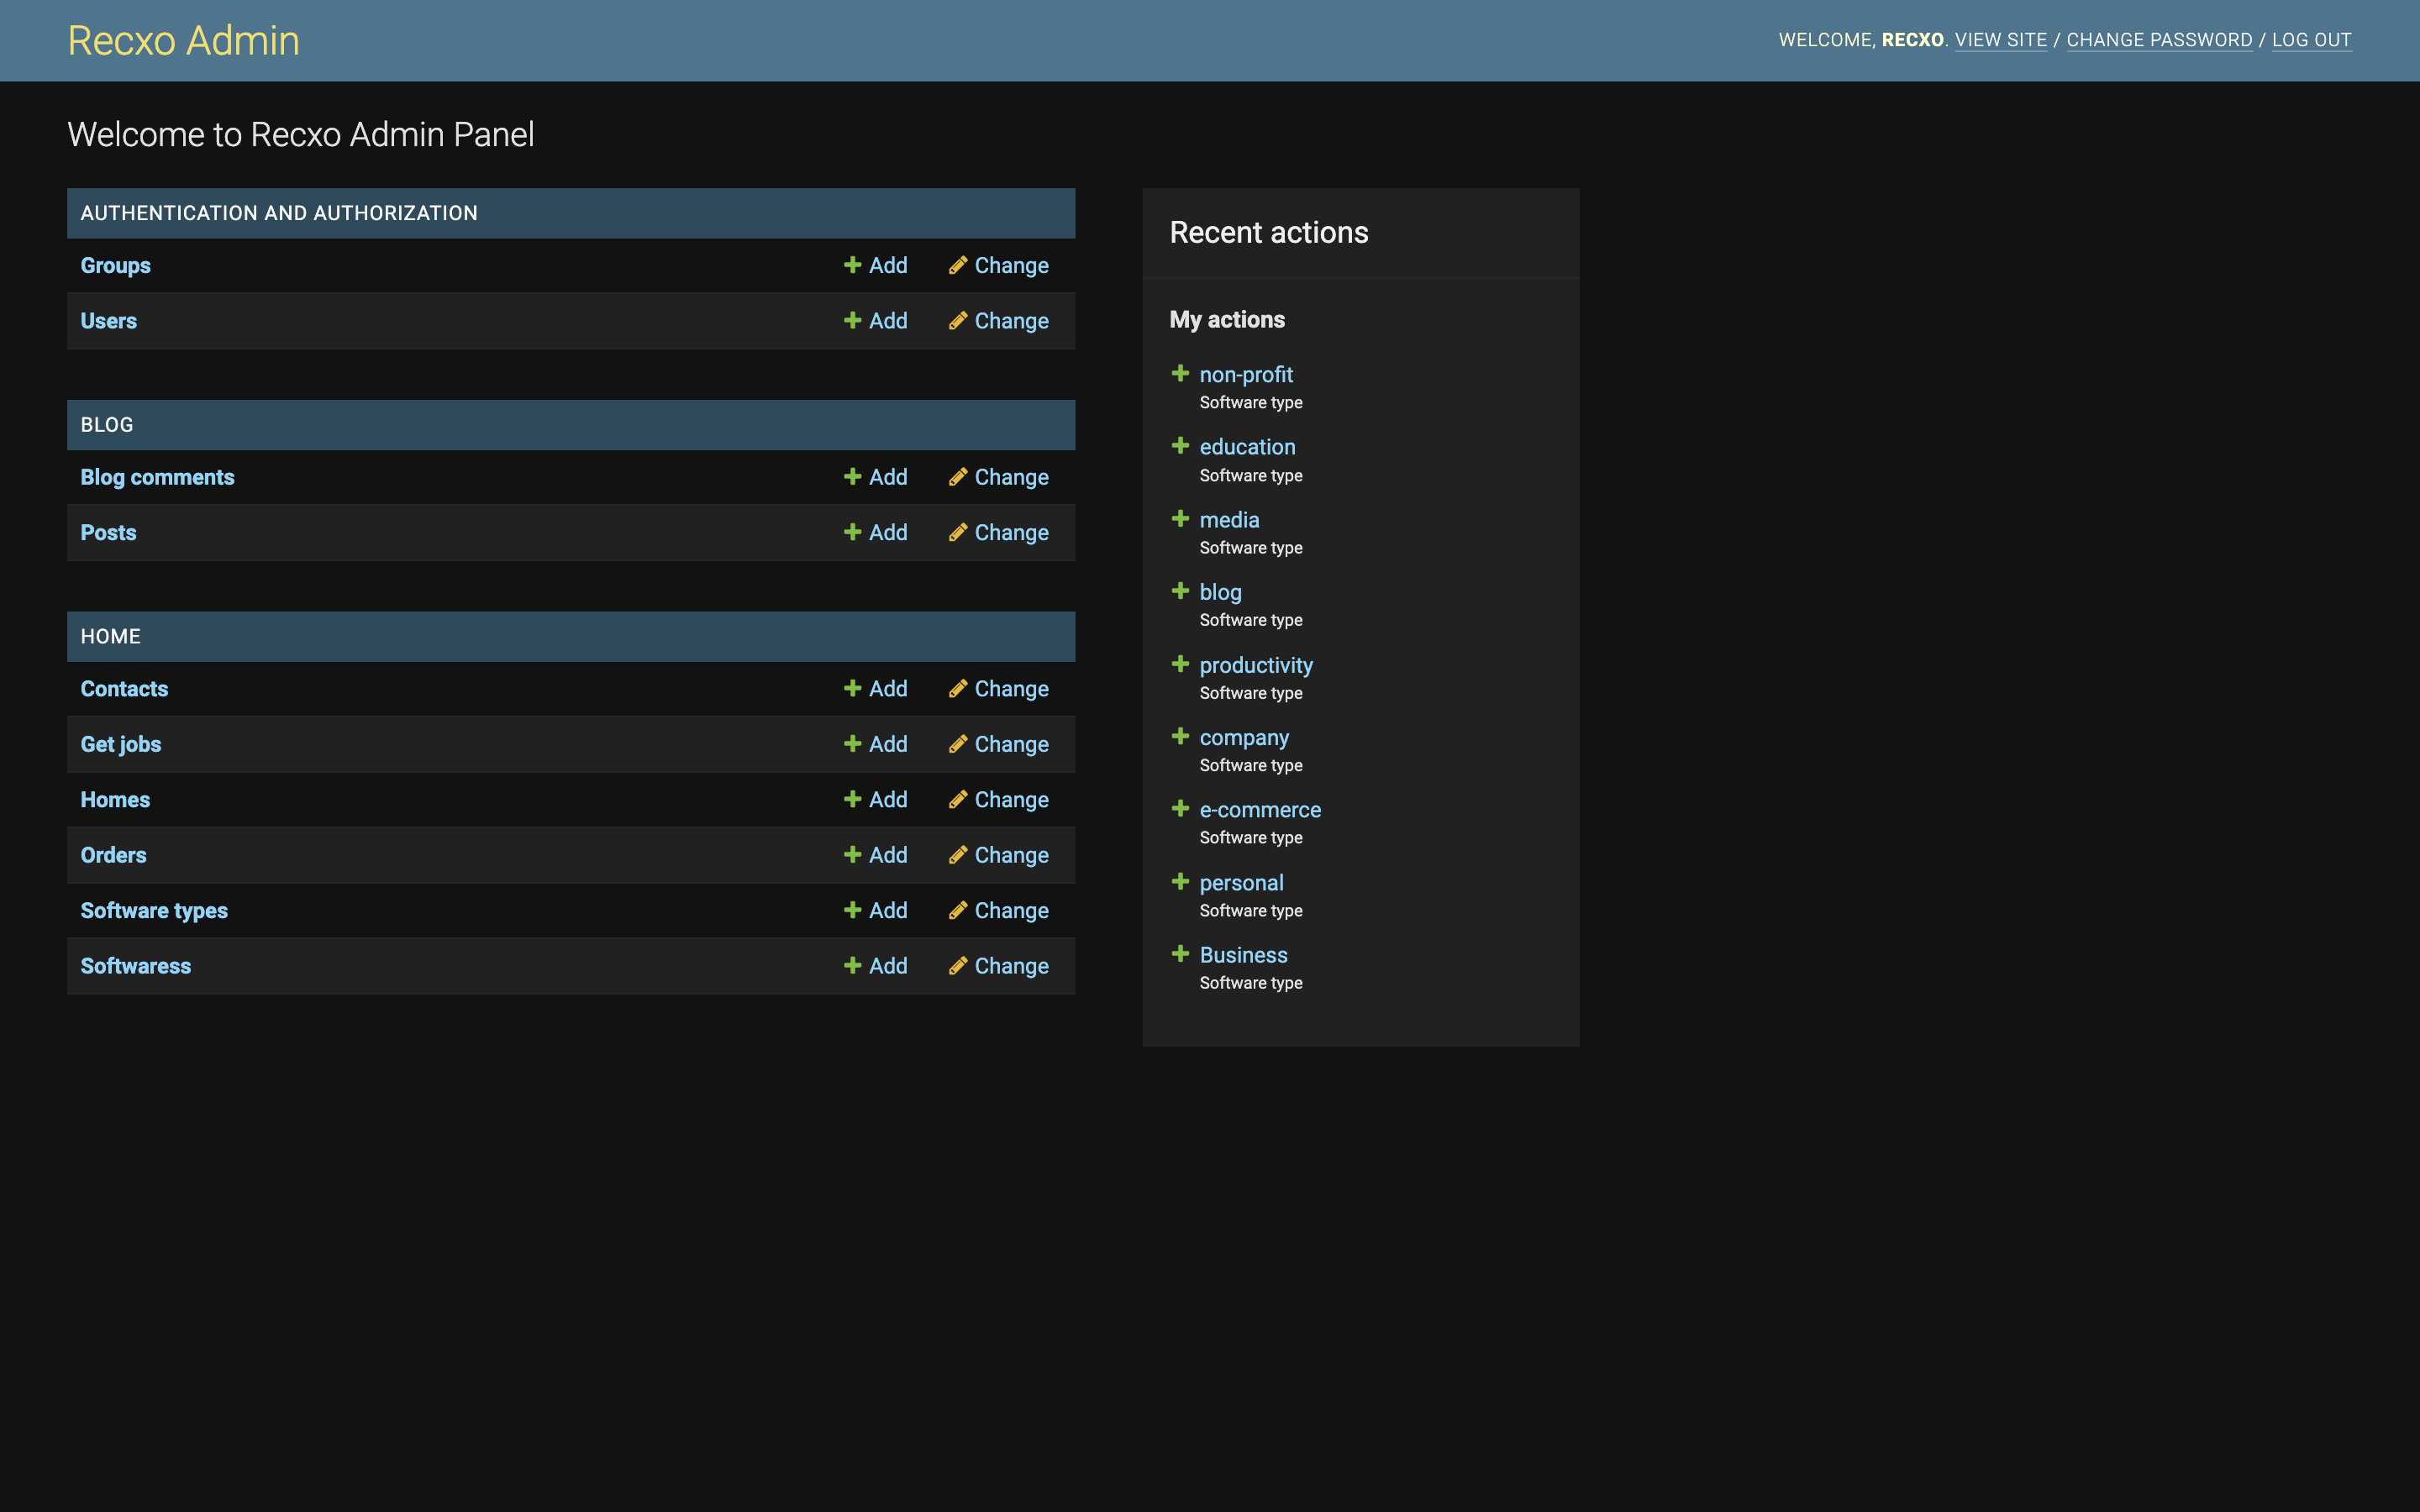 Recxo Admin
WELCOME, RECXO. VIEW SITE / CHANGE PASSWORD / LOG OUT
Welcome to Recxo Admin Panel
AUTHENTICATION AND AUTHORIZATION
Groups Add Change
Users Add Change
BLOG
Blog comments Add Change
Posts Add Change
HOME
Contacts Add Change
Get jobs Add Change
Homes Add Change
Orders Add Change
Software types Add Change
Softwaress Add Change
Recent actions
My actions
non-profit
Software type
education
Software type
media
Software type
blog
Software type
productivity
Software type
company
Software type
e-commerce
Software type
personal
Software type
Business
Software type